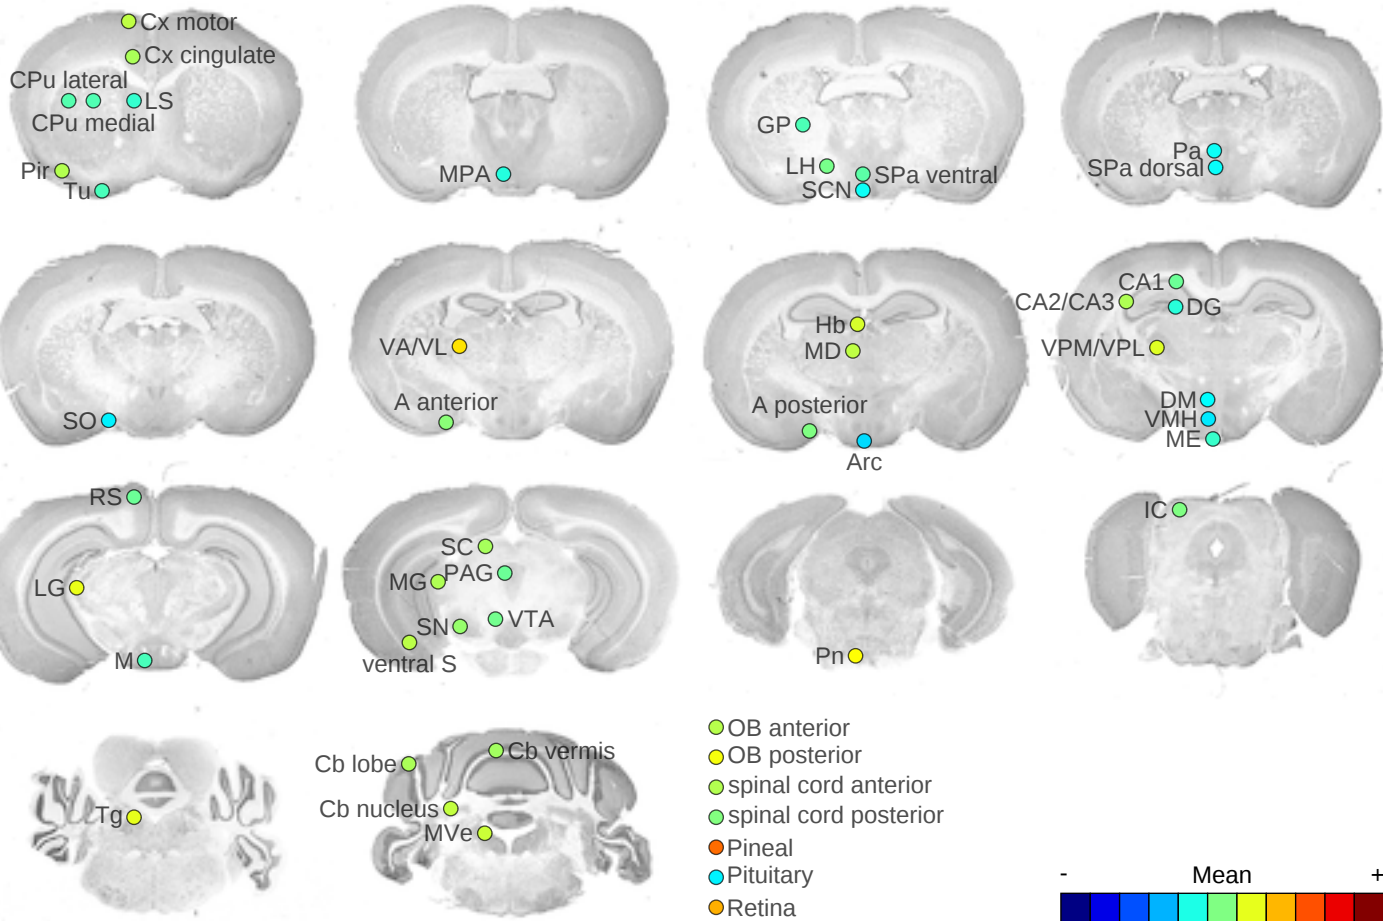 Cx motor
Cx cingulate
CPu lateral
LS
CPu medial
Pir
Tu
MPA
GP
LH
SPa ventral
SCN
Pa
SPa dorsal
SO
VA/VL
A anterior
Hb
MD
A posterior
Arc
CA1
CA2/CA3
DG
VPM/VPL
DM
VMH
ME
RS
LG
M
SC
PAG
MG
SN
VTA
ventral S
Pn
IC
Tg
Cb vermis
Cb lobe
Cb nucleus
MVe
OB anterior
OB posterior
spinal cord anterior
spinal cord posterior
Pineal
Pituitary
Retina
- Mean +